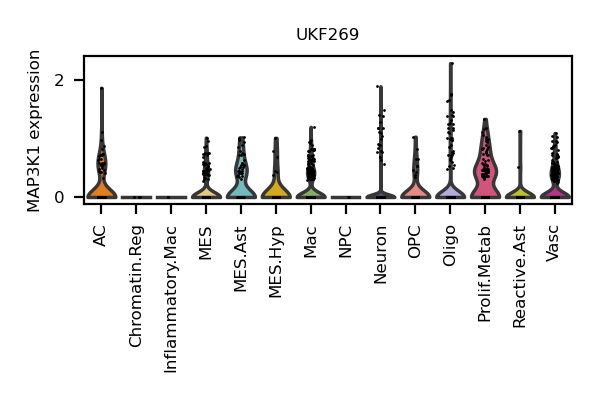 UKF269
MAP3K1 expression
2
0
AC
Chromatin.Reg
Inflammatory.Mac
MES
MES.Ast
MES.Hyp
Mac
NPC
Neuron
OPC
Oligo
Prolif.Metab
Reactive.Ast
Vasc